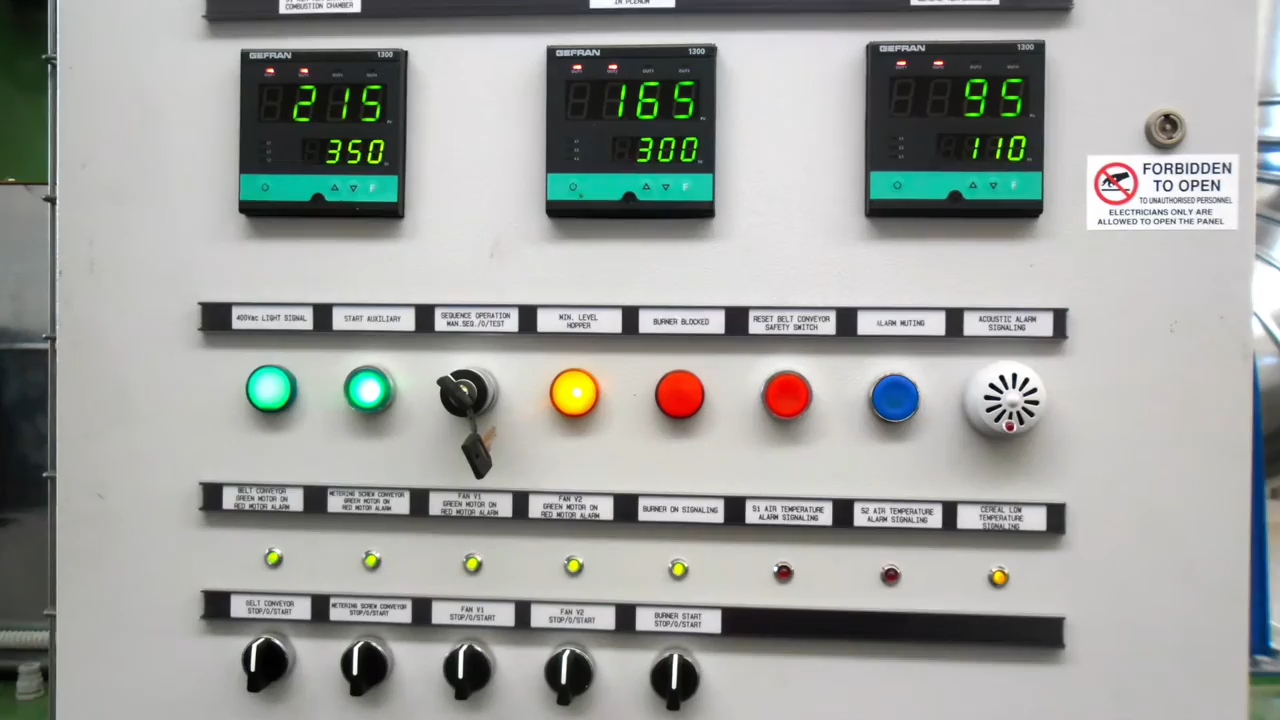 COMBUSTION CHAMBER
IN PLENUM
GEFRAN 1300
215
350
F
GEFRAN 1300
165
300
F
GEFRAN 1300
95
110
F
FORBIDDEN
TO OPEN
TO UNAUTHORISED PERSONNEL
ELECTRICIANS ONLY ARE
ALLOWED TO OPEN THE PANEL
400Vac LIGHT SIGNAL
START AUXILIARY
SEQUENCE OPERATION
MAN.SEQ./O/TEST
MIN. LEVEL
HOPPER
BURNER BLOCKED
RESET BELT CONVEYOR
SAFETY SWITCH
ALARM MUTING
ACOUSTIC ALARM
SIGNALING
BELT CONVEYOR
GREEN MOTOR ON
RED MOTOR ALARM
METERING SCREW CONVEYOR
GREEN MOTOR ON
RED MOTOR ALARM
FAN V1
GREEN MOTOR ON
RED MOTOR ALARM
FAN V2
GREEN MOTOR ON
RED MOTOR ALARM
BURNER ON SIGNALING
S1 AIR TEMPERATURE
ALARM SIGNALING
S2 AIR TEMPERATURE
ALARM SIGNALING
CEREAL LOW
TEMPERATURE
SIGNALING
BELT CONVEYOR
STOP/O/START
METERING SCREW CONVEYOR
STOP/O/START
FAN V1
STOP/O/START
FAN V2
STOP/O/START
BURNER START
STOP/O/START